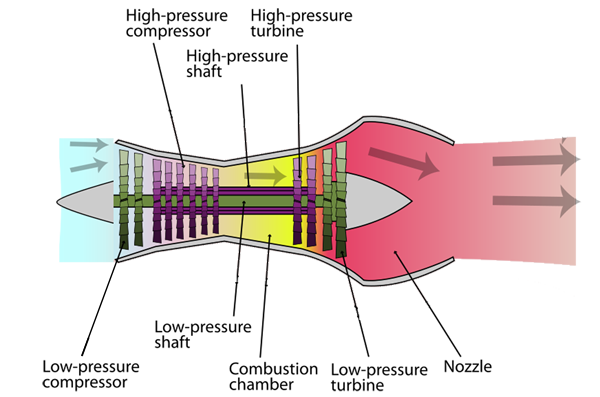 High-pressure
compressor
High-pressure
turbine
High-pressure
shaft
Low-pressure
shaft
Low-pressure
compressor
Combustion
chamber
Low-pressure
turbine
Nozzle